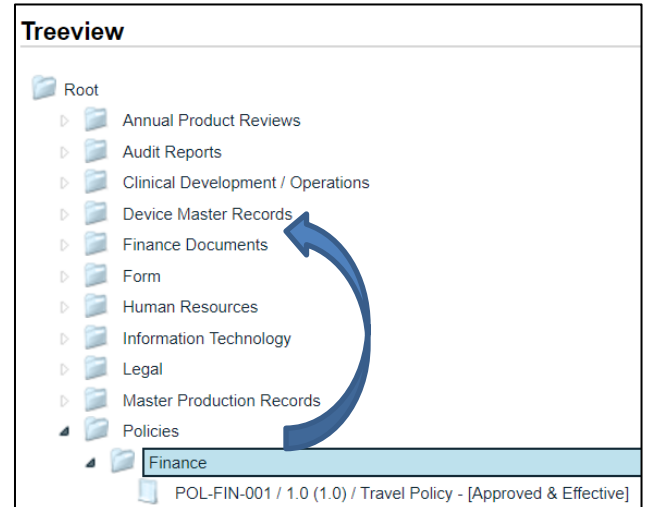 Treeview
Root
Annual Product Reviews
Audit Reports
Clinical Development / Operations
Device Master Records
Finance Documents
Form
Human Resources
Information Technology
Legal
Master Production Records
Policies
Finance
POL-FIN-001 / 1.0 (1.0) / Travel Policy - [Approved & Effective]